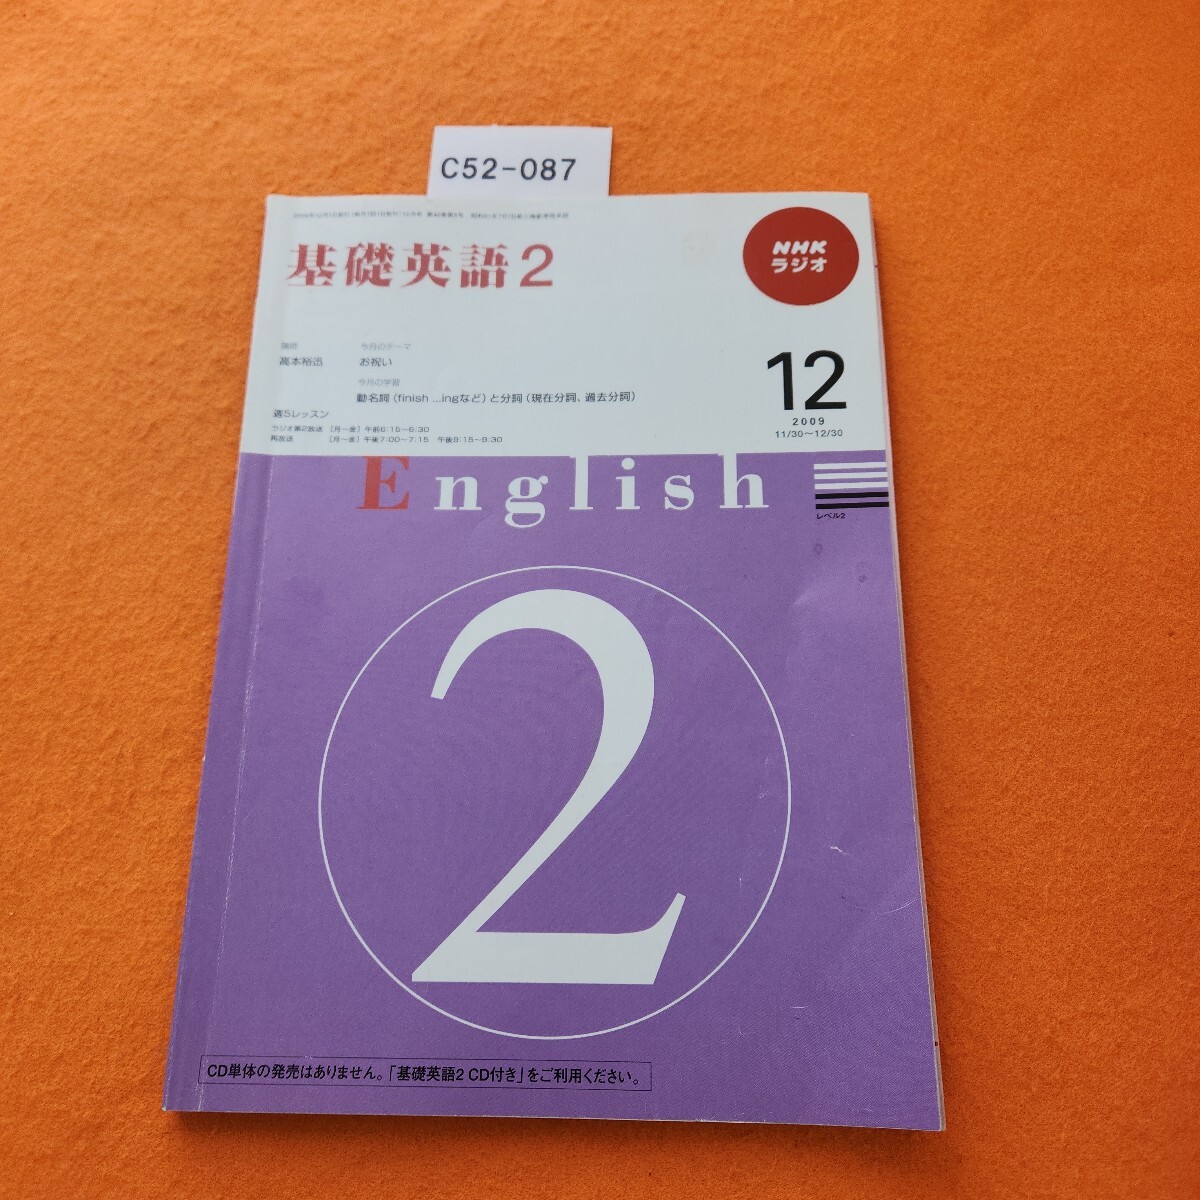 C52-087
基礎英語2
NHK
ラジオ
講師
今月のテーマ
高本裕迅
お祝い
今月の学習
動名詞（finish ...ingなど）と分詞（現在分詞、過去分詞）
週5レッスン
ラジオ第2放送 ［月〜金］午前6:15〜6:30
再放送 ［月〜金］午後7:00〜7:15 午後9:15〜9:30
12
2009
11/30〜12/30
English
レベル2
2
CD単体の発売はありません。「基礎英語2 CD付き」をご利用ください。